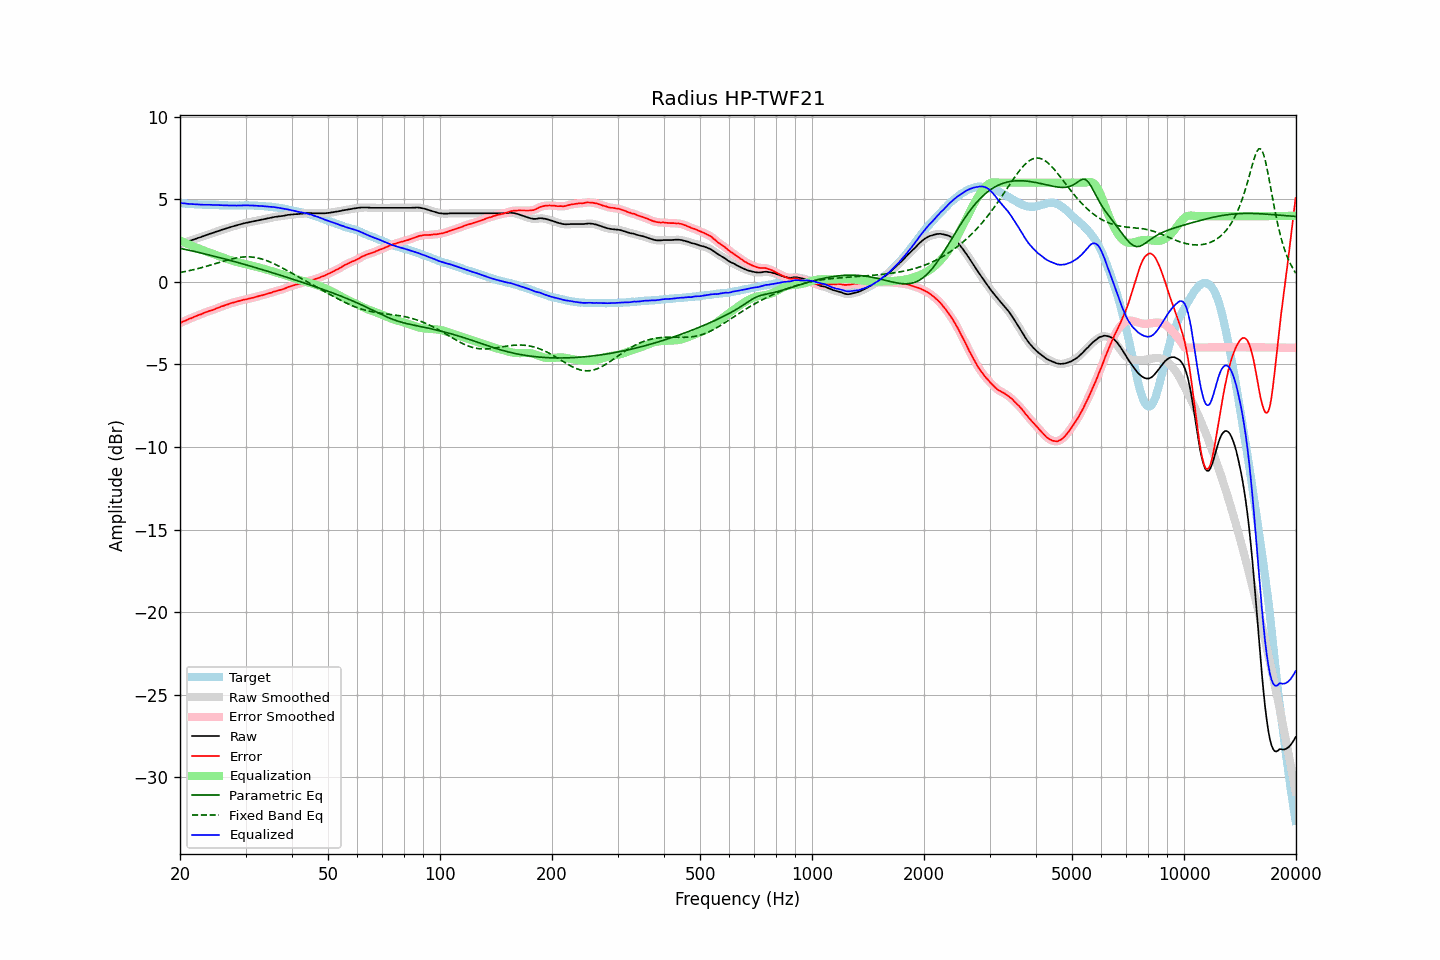 Radius HP-TWF21
10
5
0
−5
−10
−15
−20
−25
−30
Amplitude (dBr)
Target
Raw Smoothed
Error Smoothed
Raw
Error
Equalization
Parametric Eq
Fixed Band Eq
Equalized
20 50 100 200 500 1000 2000 5000 10000 20000
Frequency (Hz)